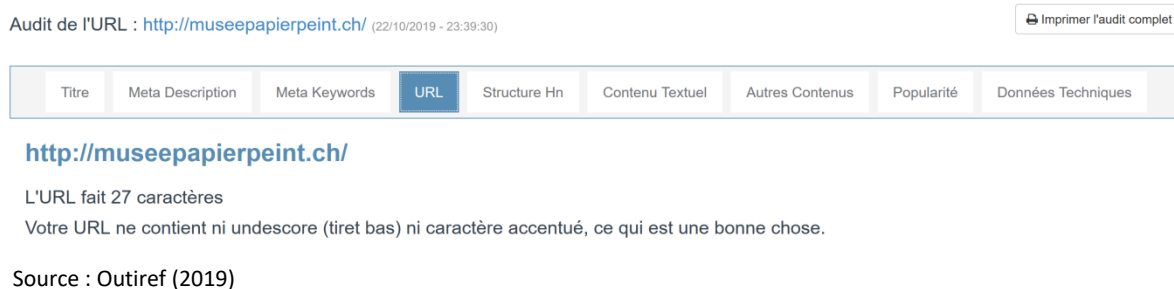 Audit de l'URL : http://museepapierpeint.ch/ (22/10/2019 - 23:39:30) Imprimer l'audit complet
Titre Meta Description Meta Keywords URL Structure Hn Contenu Textuel Autres Contenus Popularité Données Techniques
http://museepapierpeint.ch/
L'URL fait 27 caractères
Votre URL ne contient ni undescore (tiret bas) ni caractère accentué, ce qui est une bonne chose.
Source : Outiref (2019)